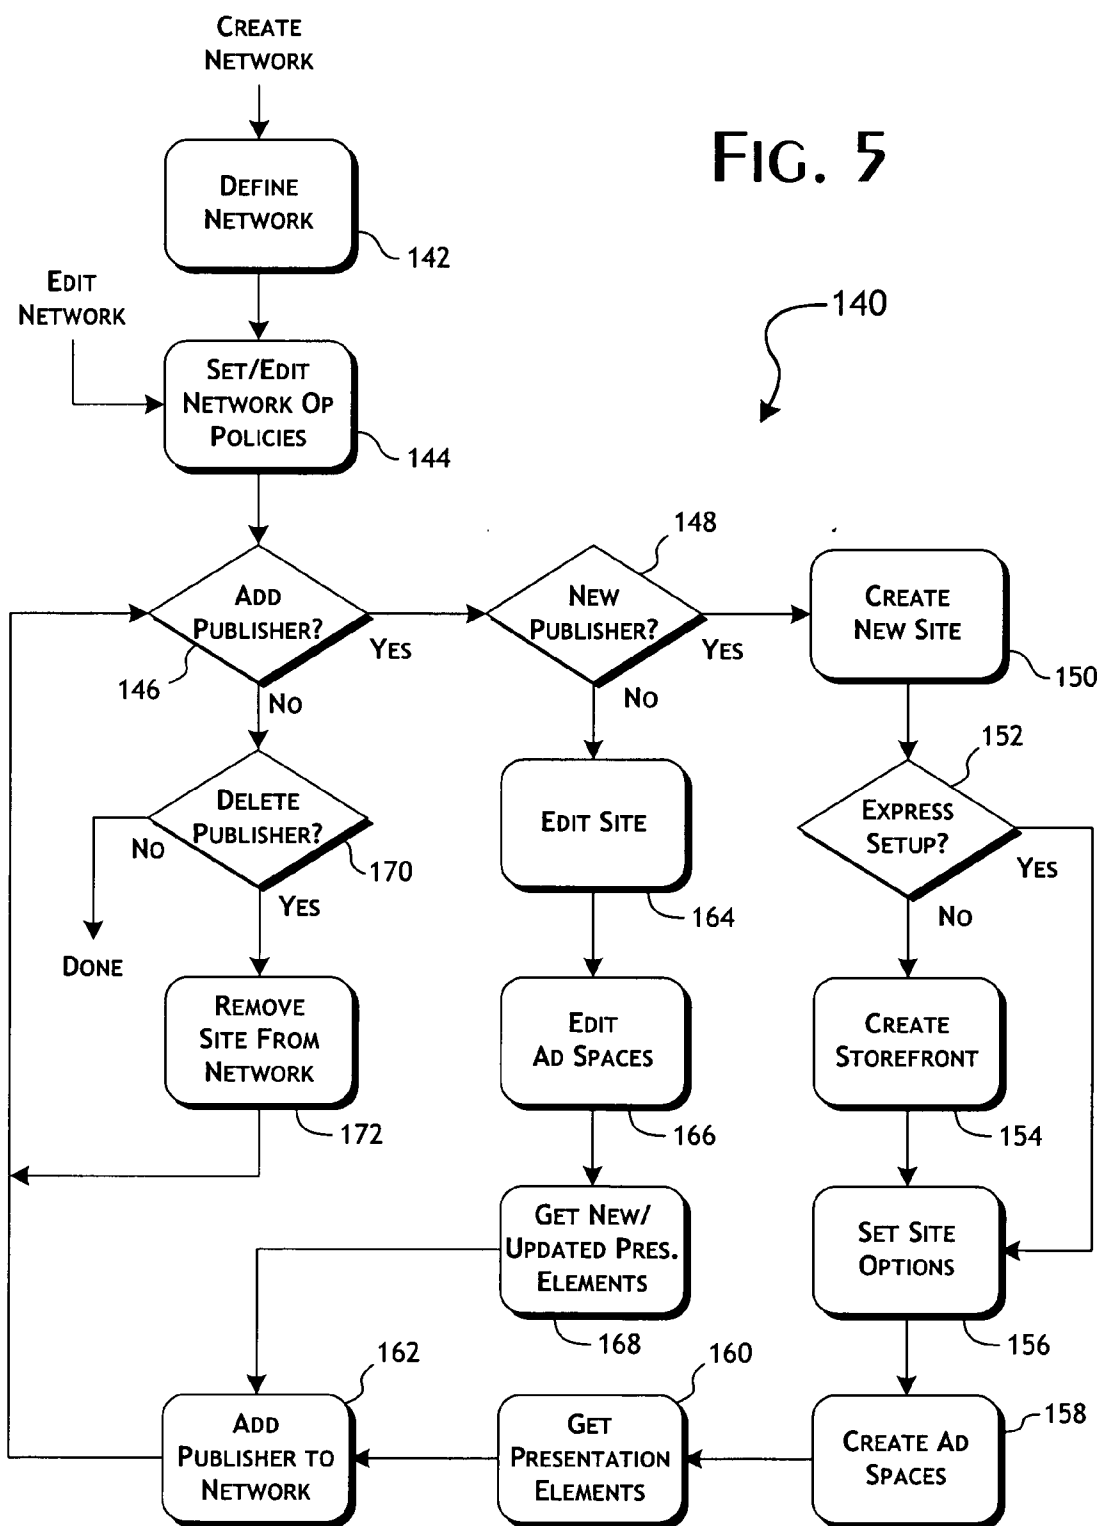 CREATE
NETWORK
FIG. 5
DEFINE
NETWORK
142
EDIT
NETWORK
140
SET/EDIT
NETWORK OP
POLICIES
144
148
ADD
PUBLISHER?
YES
146
NO
NEW
PUBLISHER?
YES
NO
CREATE
NEW SITE
150
152
DELETE
PUBLISHER?
NO
170
YES
DONE
EDIT SITE
164
EXPRESS
SETUP?
YES
NO
REMOVE
SITE FROM
NETWORK
172
EDIT
AD SPACES
166
CREATE
STOREFRONT
154
GET NEW/
UPDATED PRES.
ELEMENTS
168
SET SITE
OPTIONS
156
162
ADD
PUBLISHER TO
NETWORK
160
GET
PRESENTATION
ELEMENTS
158
CREATE AD
SPACES